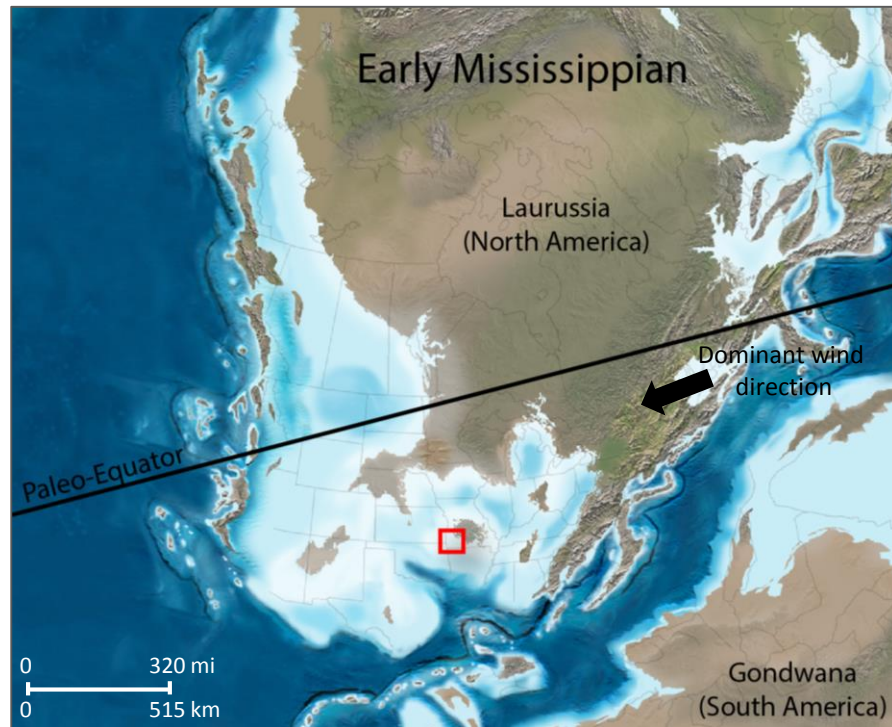 Early Mississippian
Laurussia
(North America)
Dominant wind
direction
Paleo-Equator
0 320 mi
0 515 km
Gondwana
(South America)